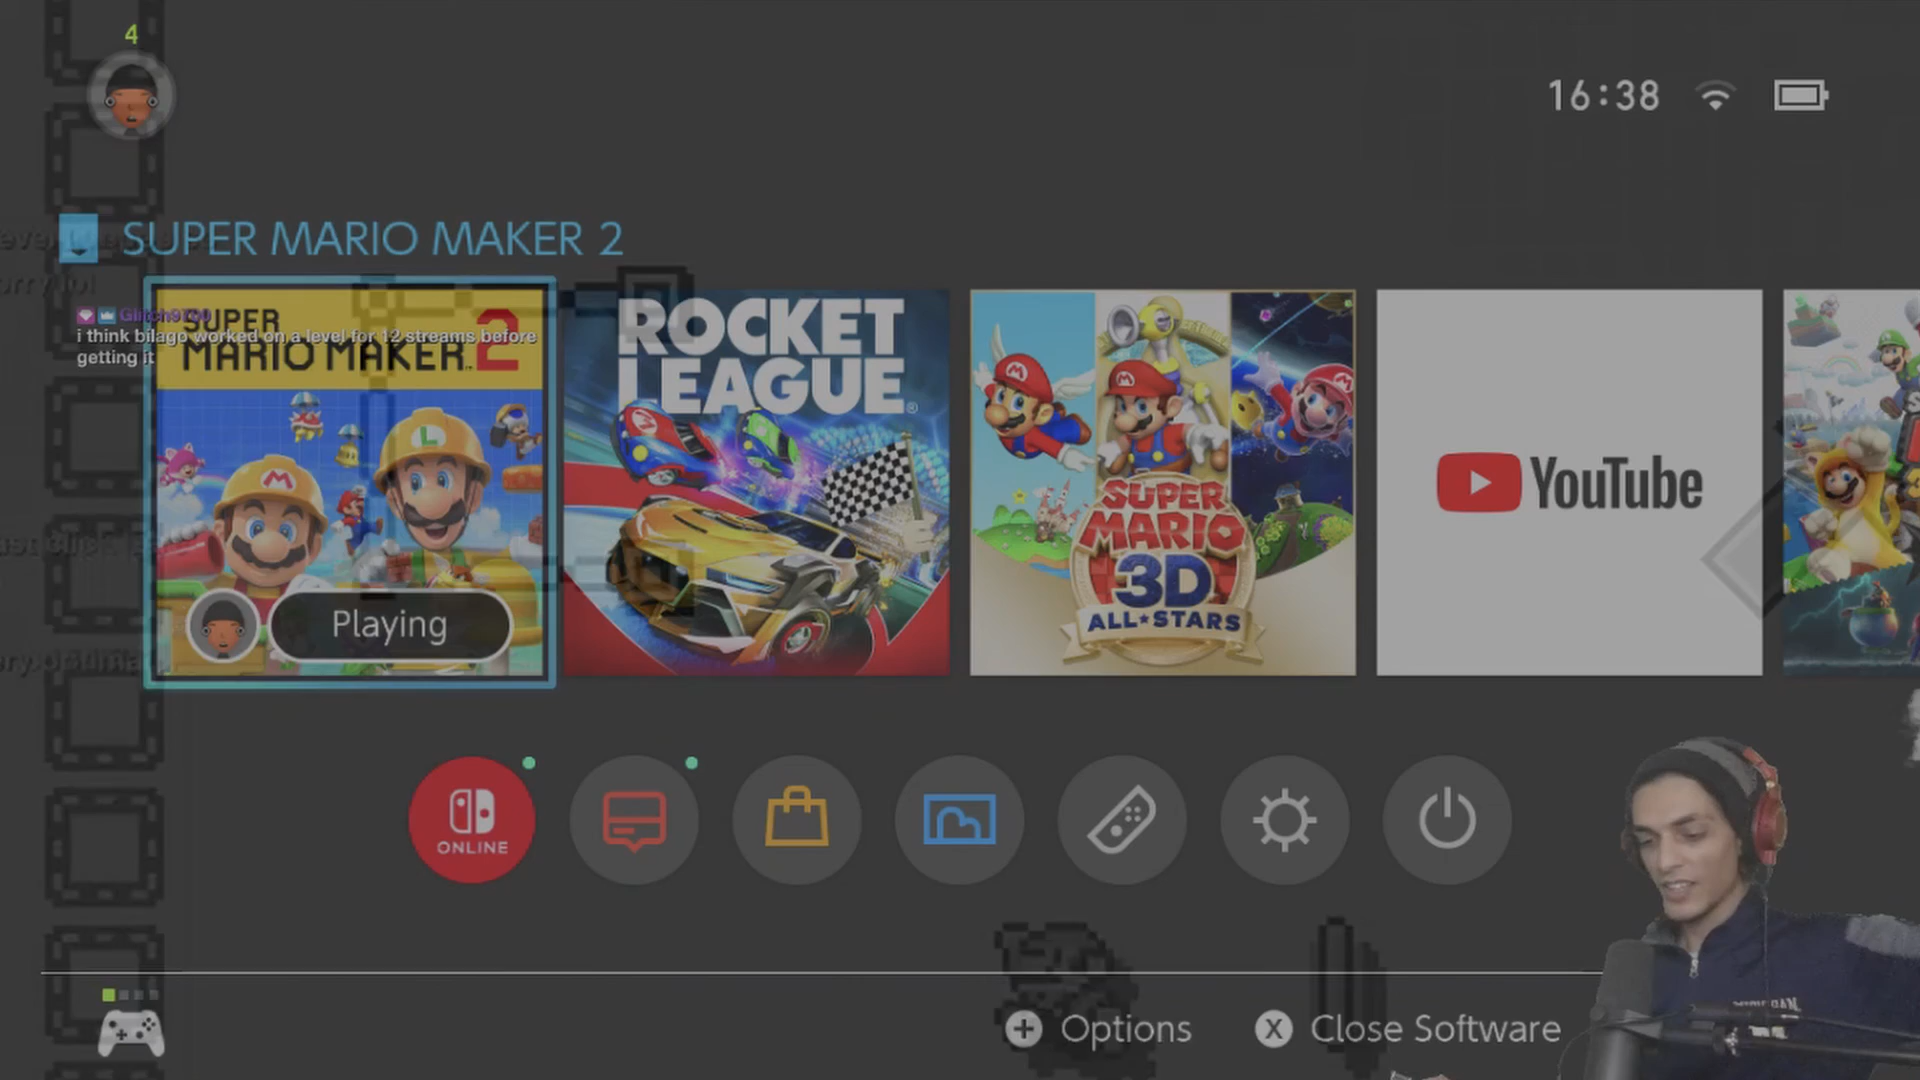 4
16:38
SUPER MARIO MAKER 2
Glitch9700
i think bilago worked on a level for 12 streams before
getting it
SUPER
MARIO MAKER 2
ROCKET
LEAGUE
SUPER
MARIO
3D
ALL★STARS
YouTube
Playing
ONLINE
Options
Close Software